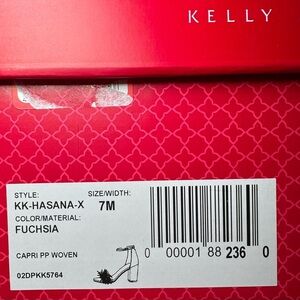 KELLY
STYLE: SIZE/WIDTH:
KK-HASANA-X 7M
COLOR/MATERIAL:
FUCHSIA
CAPRI PP WOVEN
02DPKK5764
0 00001 88 236 0